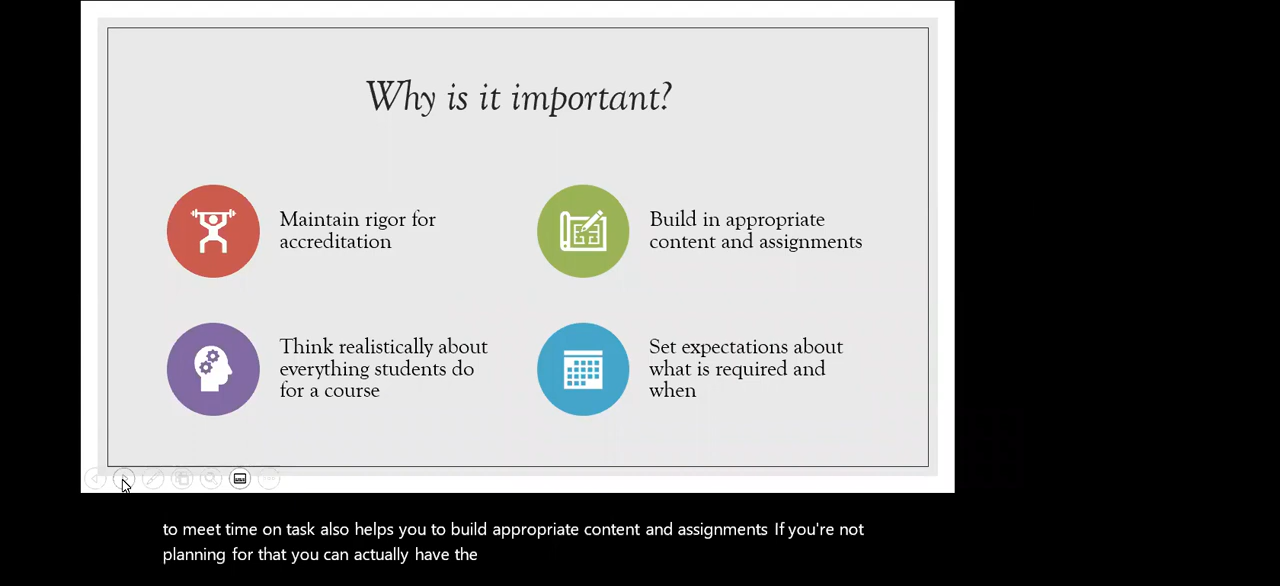 Why is it important?
Maintain rigor for
accreditation
Build in appropriate
content and assignments
Think realistically about
everything students do
for a course
Set expectations about
what is required and
when
to meet time on task also helps you to build appropriate content and assignments If you're not
planning for that you can actually have the